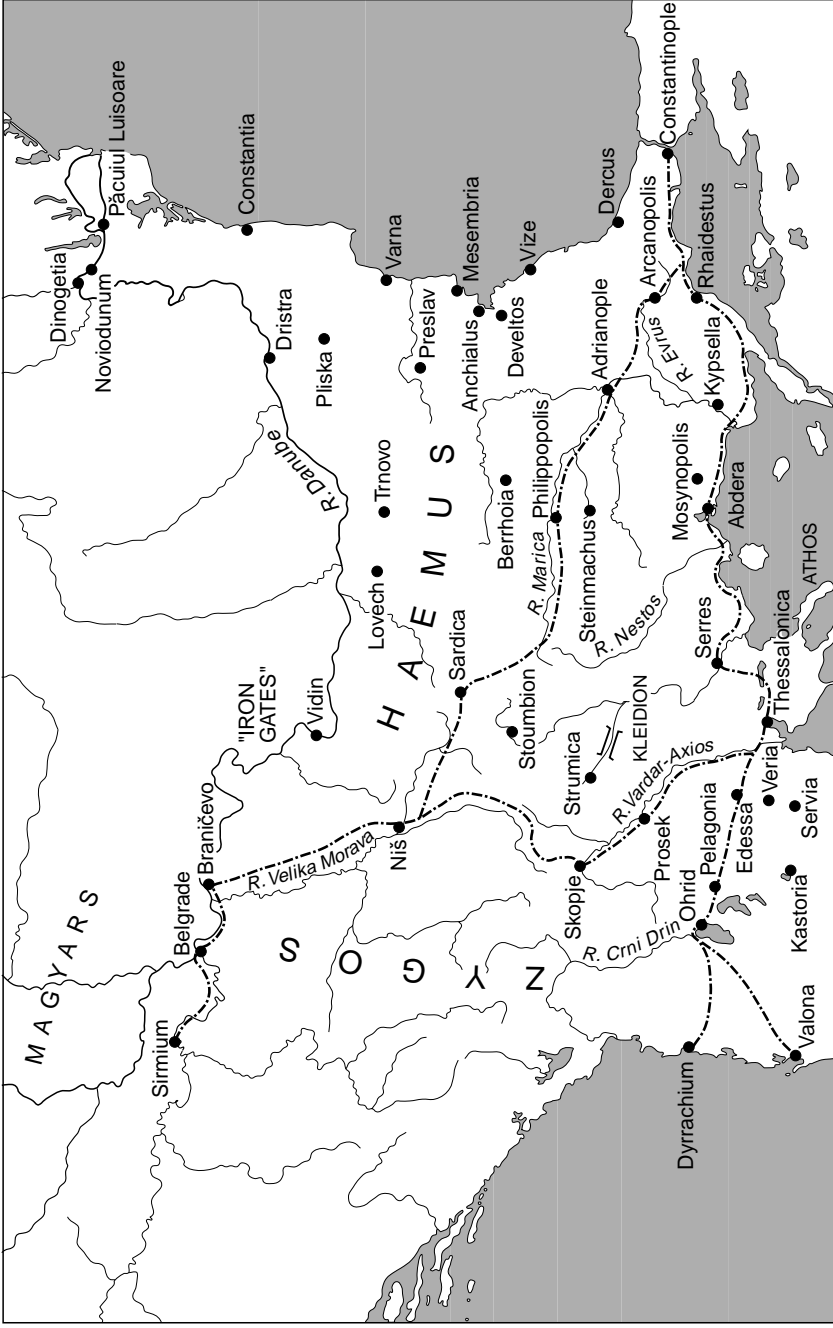 MAGYARS
Sirmium
Belgrade
Braničevo
"IRON
GATES"
Vidin
R. Velika Morava
Niš
ZYGOS
HAEMUS
R. Danube
Dinogetia
Noviodunum
Păcuiul Luisoare
Constantia
Dristra
Pliska
Varna
Preslav
Mesembria
Anchialus
Develtos
Vize
Dercus
Lovech
Trnovo
Sardica
Stoumbion
Berrhoia
R. Marica
Philippopolis
Steinmachus
Adrianople
Arcanopolis
Constantinople
Rhaidestus
R. Evrus
Kypsella
Mosynopolis
Abdera
R. Nestos
Strumica
KLEIDION
Serres
ATHOS
Thessalonica
R. Vardar-Axios
Skopje
Prosek
R. Crni Drin
Ohrid
Pelagonia
Edessa
Veria
Servia
Kastoria
Dyrrachium
Valona